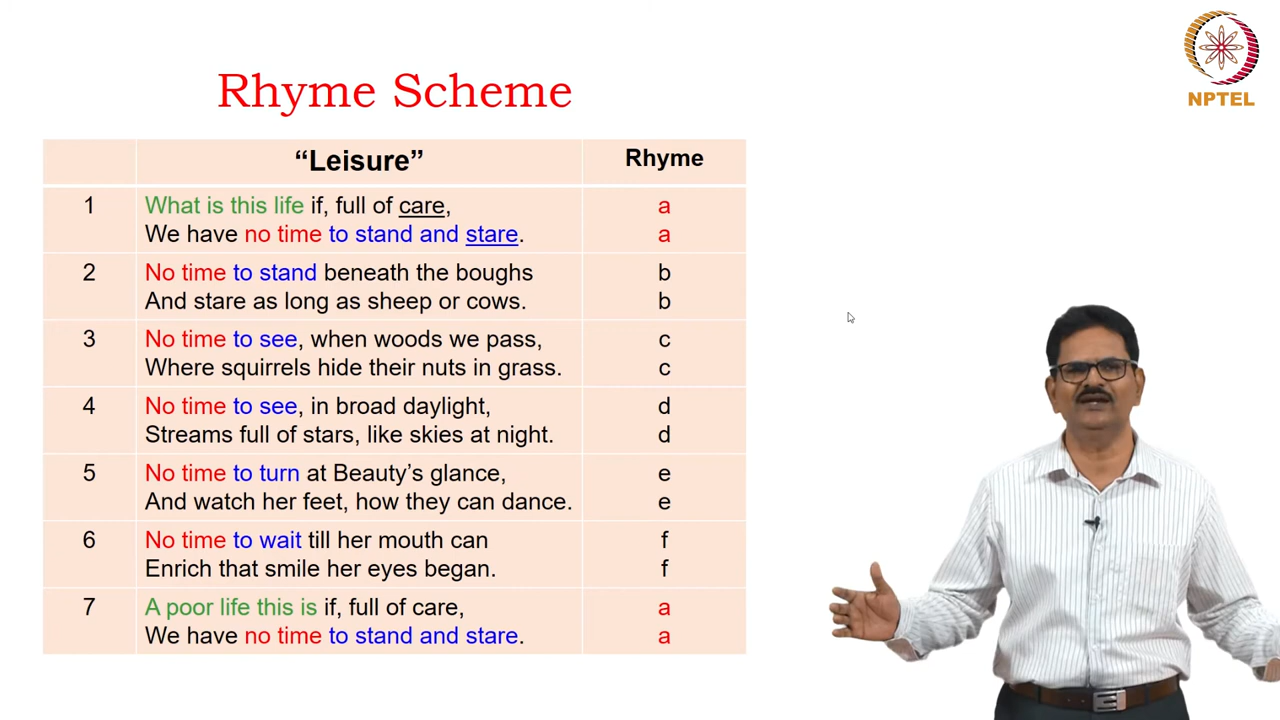 NPTEL
Rhyme Scheme
“Leisure” Rhyme
1 What is this life if, full of care, a
We have no time to stand and stare. a
2 No time to stand beneath the boughs b
And stare as long as sheep or cows. b
3 No time to see, when woods we pass, c
Where squirrels hide their nuts in grass. c
4 No time to see, in broad daylight, d
Streams full of stars, like skies at night. d
5 No time to turn at Beauty’s glance, e
And watch her feet, how they can dance. e
6 No time to wait till her mouth can f
Enrich that smile her eyes began. f
7 A poor life this is if, full of care, a
We have no time to stand and stare. a